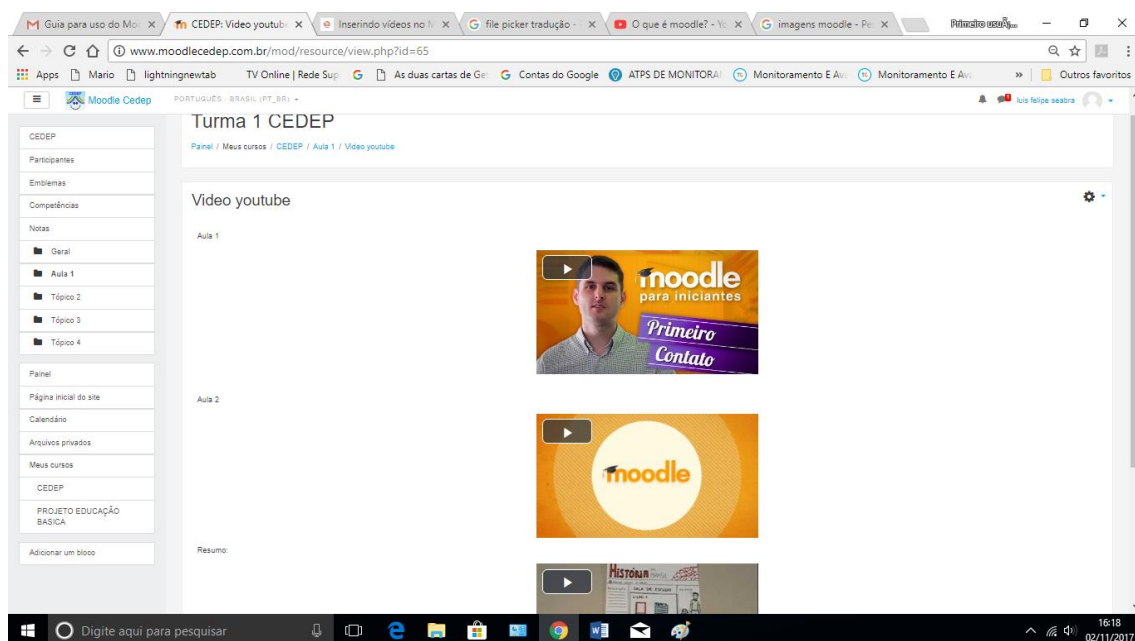 Guia para uso do Moo
CEDEP: Video youtube
Inserindo vídeos no M
file picker tradução -
O que é moodle? - Yo
imagens moodle - Pe
www.moodlecedep.com.br/mod/resource/view.php?id=65
Apps Mario lightningnewtab TV Online | Rede Sup As duas cartas de Ge Contas do Google ATPS DE MONITORA Monitoramento E Ava Monitoramento E Ava » Outros favoritos
Moodle Cedep PORTUGUÊS - BRASIL (PT_BR) luis felipe seabra
Turma 1 CEDEP
Painel / Meus cursos / CEDEP / Aula 1 / Video youtube
CEDEP
Participantes
Emblemas
Competências
Notas
Geral
Aula 1
Tópico 2
Tópico 3
Tópico 4
Painel
Página inicial do site
Calendário
Arquivos privados
Meus cursos
CEDEP
PROJETO EDUCAÇÃO
BASICA
Adicionar um bloco
Video youtube
Aula 1
moodle
para iniciantes
Primeiro
Contato
Aula 2
moodle
Resumo:
HISTÓRIA
Digite aqui para pesquisar
16:18
02/11/2017